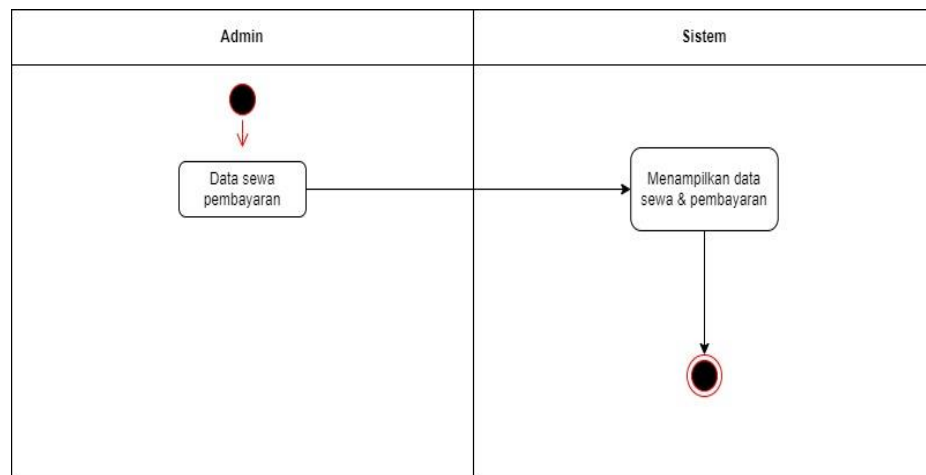 Admin
Sistem
Data sewa
pembayaran
Menampilkan data
sewa & pembayaran